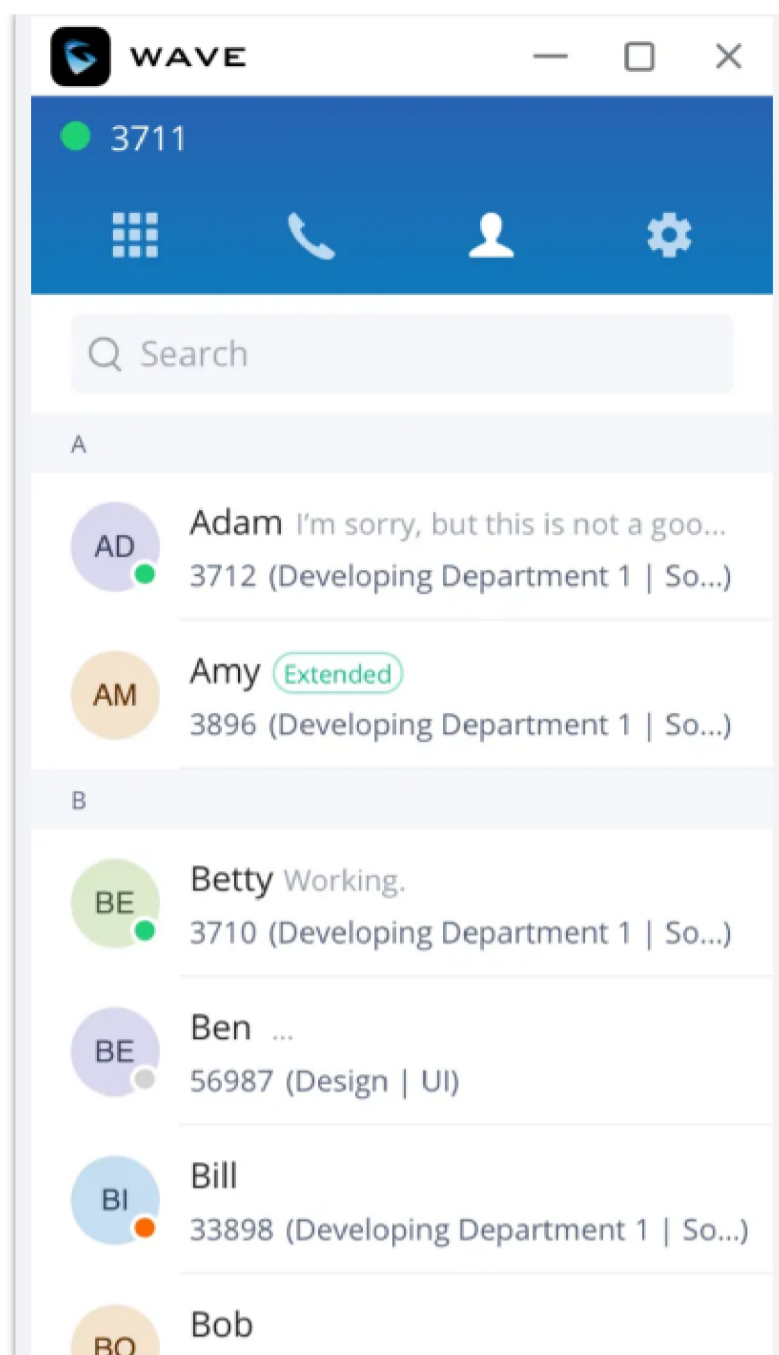 WAVE
3711
Search
A
AD
Adam I'm sorry, but this is not a goo...
3712 (Developing Department 1 | So...)
AM
Amy Extended
3896 (Developing Department 1 | So...)
B
BE
Betty Working.
3710 (Developing Department 1 | So...)
BE
Ben ...
56987 (Design | UI)
BI
Bill
33898 (Developing Department 1 | So...)
BO
Bob